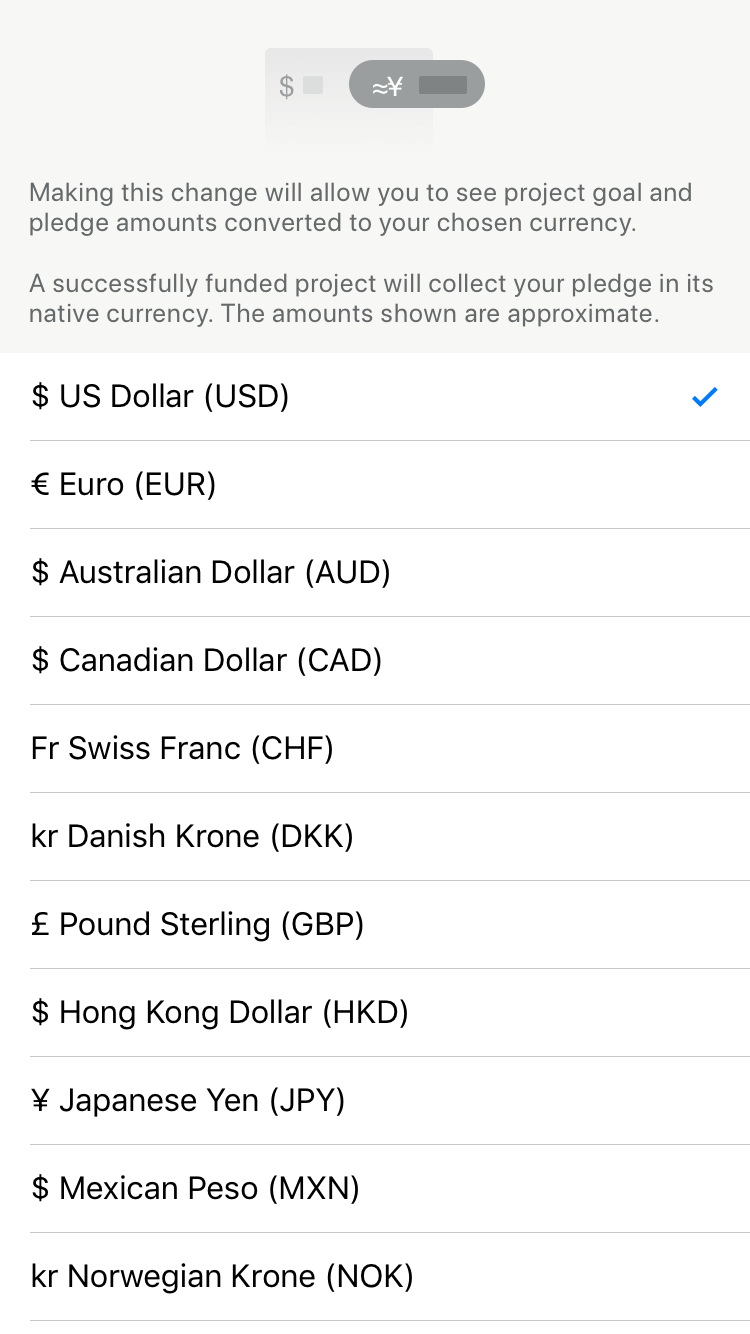 $
≈¥
Making this change will allow you to see project goal and
pledge amounts converted to your chosen currency.
A successfully funded project will collect your pledge in its
native currency. The amounts shown are approximate.
$ US Dollar (USD)
€ Euro (EUR)
$ Australian Dollar (AUD)
$ Canadian Dollar (CAD)
Fr Swiss Franc (CHF)
kr Danish Krone (DKK)
£ Pound Sterling (GBP)
$ Hong Kong Dollar (HKD)
¥ Japanese Yen (JPY)
$ Mexican Peso (MXN)
kr Norwegian Krone (NOK)